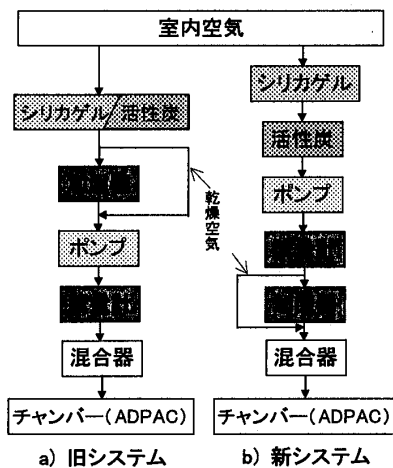 室内空気
シリカゲル/活性炭
シリカゲル
活性炭
ポンプ
乾燥空気
ポンプ
混合器
混合器
チャンバー(ADPAC)
チャンバー(ADPAC)
a) 旧システム
b) 新システム